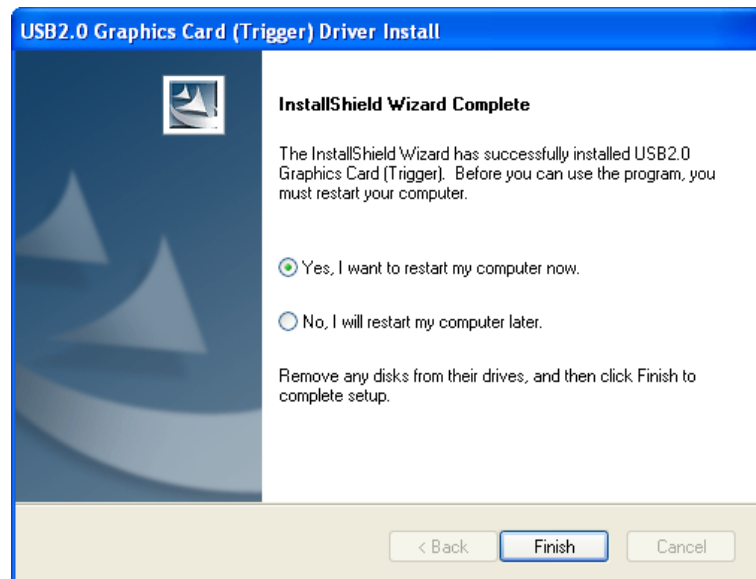 USB2.0 Graphics Card (Trigger) Driver Install
InstallShield Wizard Complete
The InstallShield Wizard has successfully installed USB2.0
Graphics Card (Trigger). Before you can use the program, you
must restart your computer.
Yes, I want to restart my computer now.
No, I will restart my computer later.
Remove any disks from their drives, and then click Finish to
complete setup.
< Back Finish Cancel